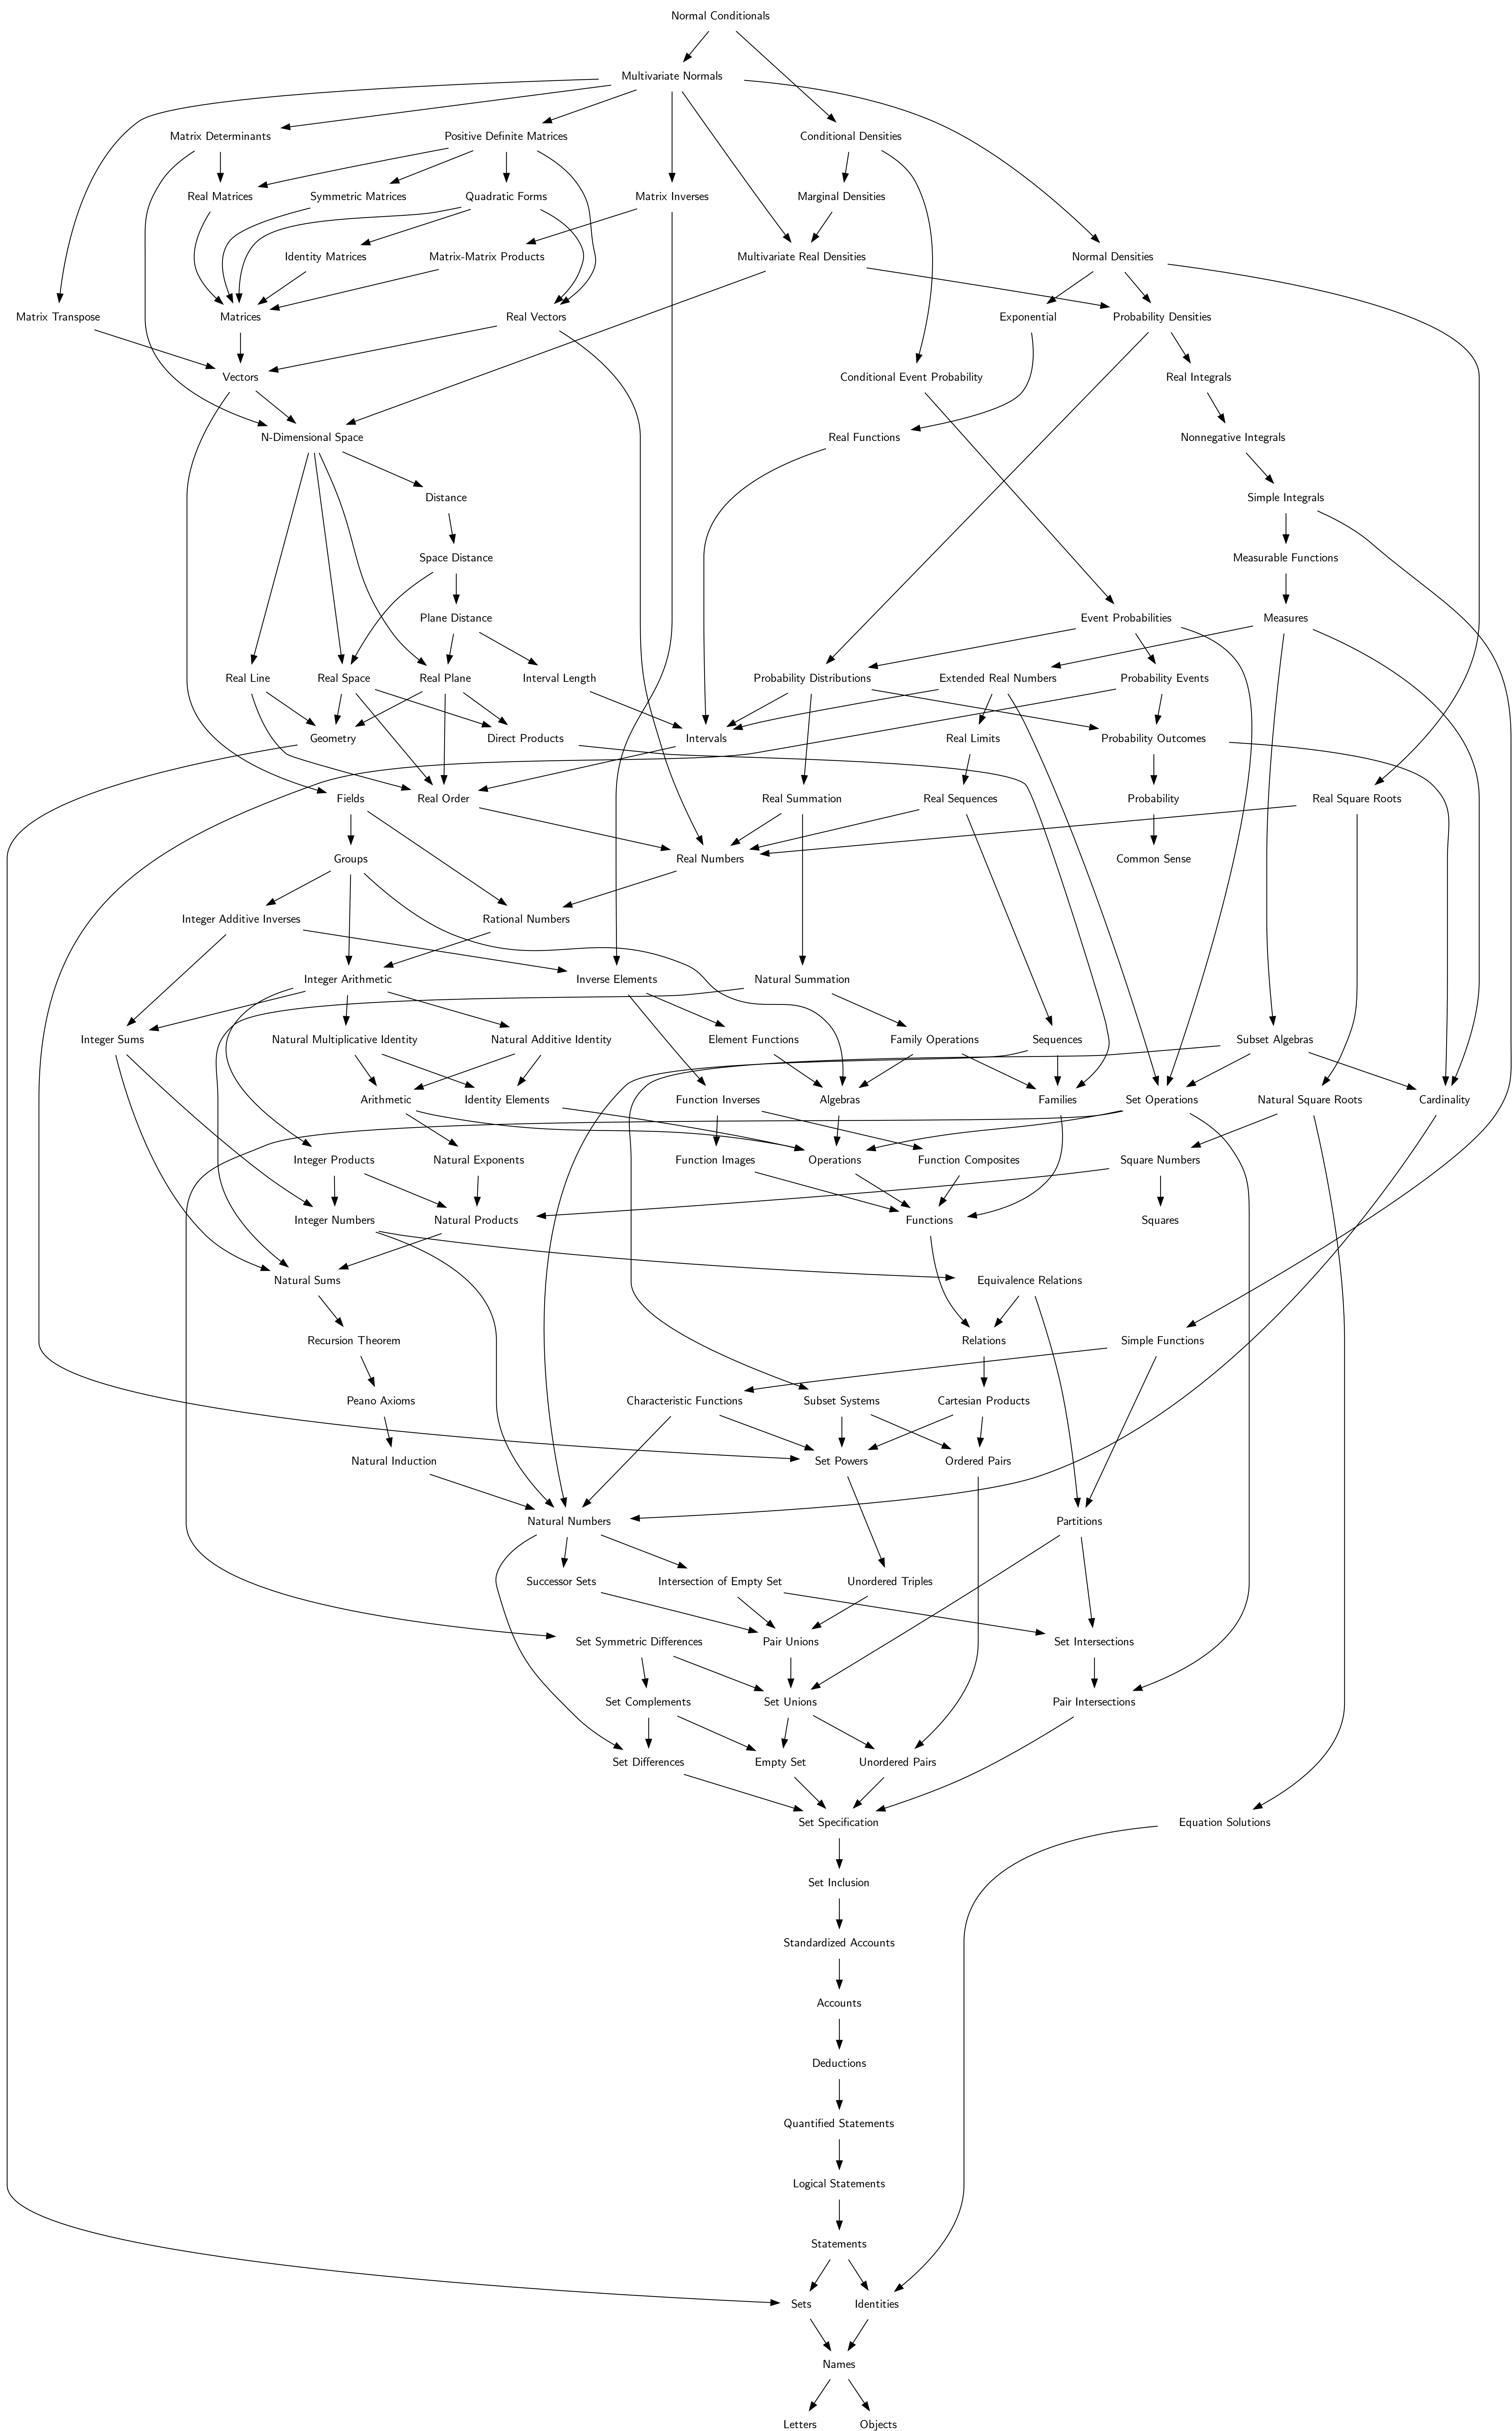 Normal Conditionals
Multivariate Normals
Matrix Determinants
Positive Definite Matrices
Conditional Densities
Real Matrices
Symmetric Matrices
Quadratic Forms
Matrix Inverses
Marginal Densities
Identity Matrices
Matrix-Matrix Products
Multivariate Real Densities
Normal Densities
Matrix Transpose
Matrices
Real Vectors
Exponential
Probability Densities
Vectors
Conditional Event Probability
Real Integrals
N-Dimensional Space
Real Functions
Nonnegative Integrals
Distance
Simple Integrals
Space Distance
Measurable Functions
Plane Distance
Event Probabilities
Measures
Real Line
Real Space
Real Plane
Interval Length
Probability Distributions
Extended Real Numbers
Probability Events
Geometry
Direct Products
Intervals
Real Limits
Probability Outcomes
Fields
Real Order
Real Summation
Real Sequences
Probability
Real Square Roots
Groups
Real Numbers
Common Sense
Integer Additive Inverses
Rational Numbers
Integer Arithmetic
Inverse Elements
Natural Summation
Integer Sums
Natural Multiplicative Identity
Natural Additive Identity
Element Functions
Family Operations
Sequences
Subset Algebras
Arithmetic
Identity Elements
Function Inverses
Algebras
Families
Set Operations
Natural Square Roots
Cardinality
Integer Products
Natural Exponents
Function Images
Operations
Function Composites
Square Numbers
Integer Numbers
Natural Products
Functions
Squares
Natural Sums
Equivalence Relations
Recursion Theorem
Relations
Simple Functions
Peano Axioms
Characteristic Functions
Subset Systems
Cartesian Products
Natural Induction
Set Powers
Ordered Pairs
Natural Numbers
Partitions
Successor Sets
Intersection of Empty Set
Unordered Triples
Set Symmetric Differences
Pair Unions
Set Intersections
Set Complements
Set Unions
Pair Intersections
Set Differences
Empty Set
Unordered Pairs
Set Specification
Equation Solutions
Set Inclusion
Standardized Accounts
Accounts
Deductions
Quantified Statements
Logical Statements
Statements
Sets
Identities
Names
Letters
Objects